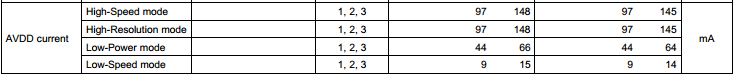 High-Speed mode 1, 2, 3 97 148 97 145
High-Resolution mode 1, 2, 3 97 148 97 145
AVDD current mA
Low-Power mode 1, 2, 3 44 66 44 64
Low-Speed mode 1, 2, 3 9 15 9 14